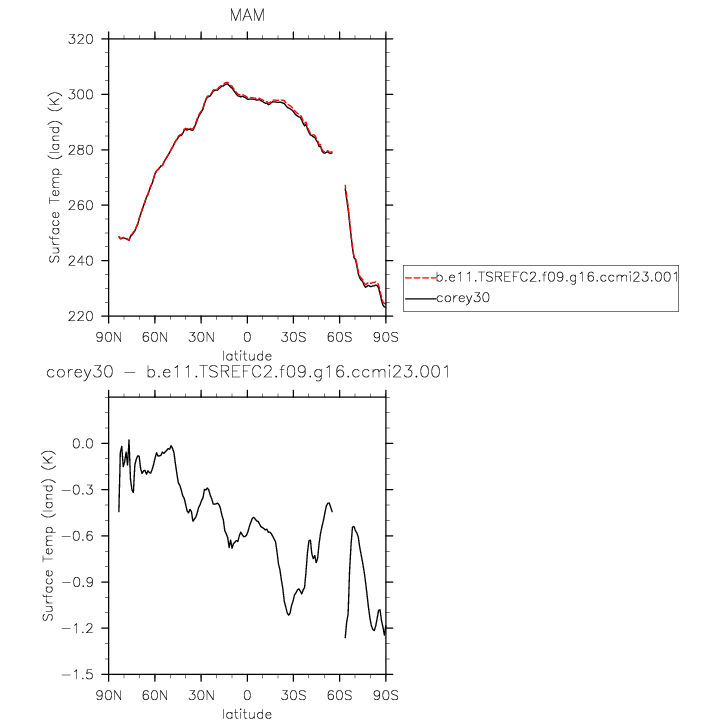 MAM
320
300
280
260
240
220
Surface Temp (land) (K)
90N 60N 30N 0 30S 60S 90S
latitude
b.e11.TSREFC2.f09.g16.ccmi23.001
corey30
corey30 − b.e11.TSREFC2.f09.g16.ccmi23.001
0.0
−0.3
−0.6
−0.9
−1.2
−1.5
Surface Temp (land) (K)
90N 60N 30N 0 30S 60S 90S
latitude